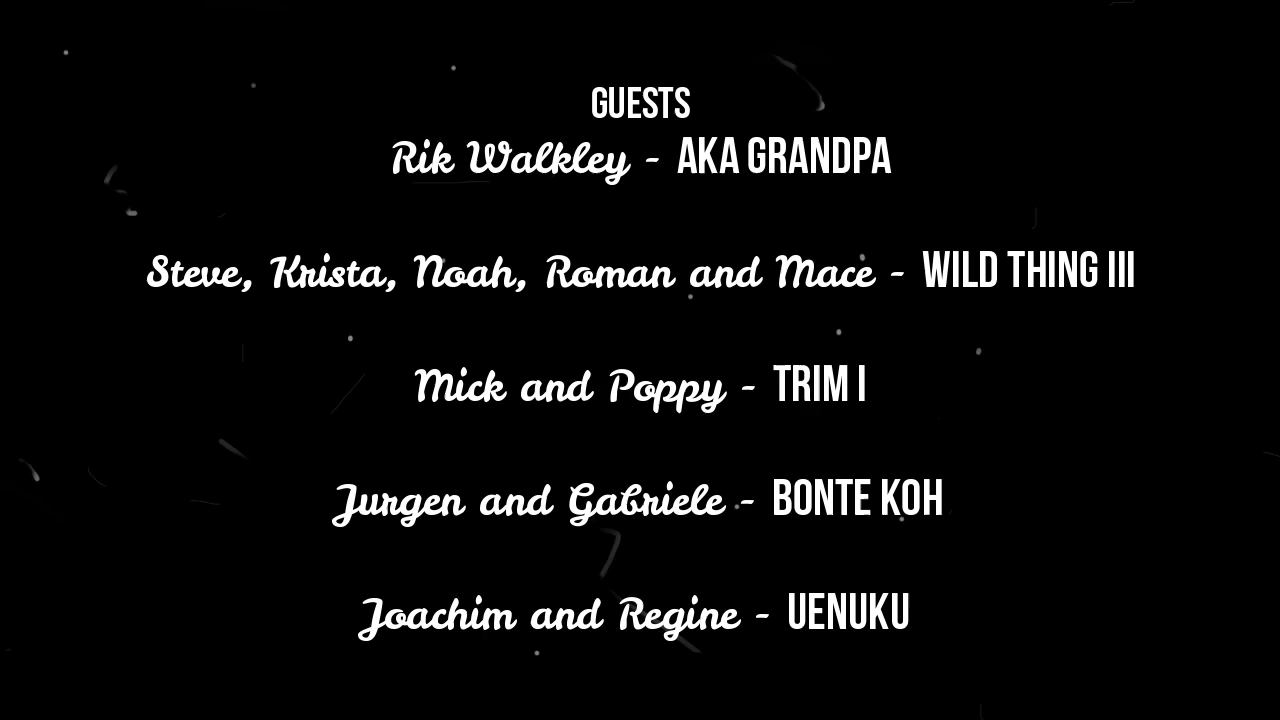 GUESTS
Rik Walkley - AKA GRANDPA
Steve, Krista, Noah, Roman and Mace - WILD THING III
Mick and Poppy - TRIM I
Jurgen and Gabriele - BONTE KOH
Joachim and Regine - UENUKU